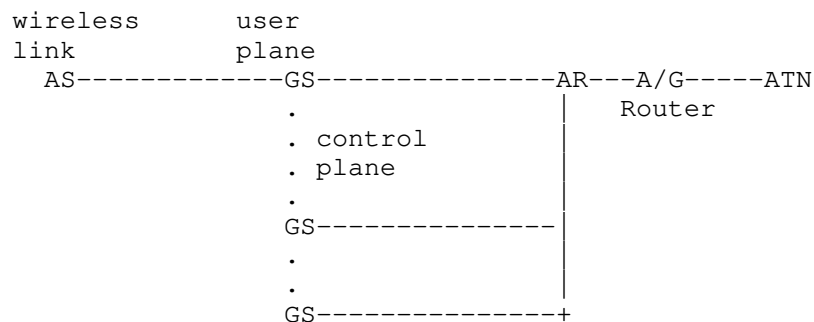 wireless        user
link            plane
  AS-------------GS---------------AR---A/G-----ATN
                 .                |   Router
                 . control        |
                 . plane          |
                 .                |
                 GS---------------|
                 .                |
                 .                |
                 GS---------------+